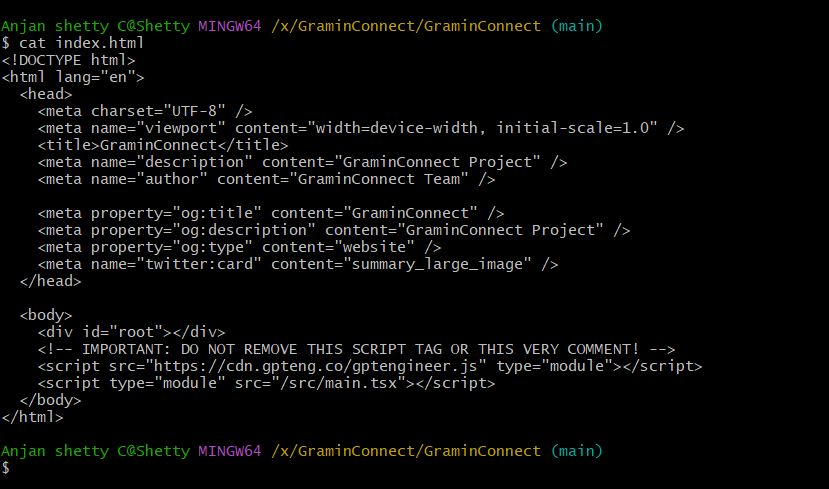 Anjan shetty C@Shetty MINGW64 /x/GraminConnect/GraminConnect (main)
$ cat index.html
<!DOCTYPE html>
<html lang="en">
  <head>
    <meta charset="UTF-8" />
    <meta name="viewport" content="width=device-width, initial-scale=1.0" />
    <title>GraminConnect</title>
    <meta name="description" content="GraminConnect Project" />
    <meta name="author" content="GraminConnect Team" />

    <meta property="og:title" content="GraminConnect" />
    <meta property="og:description" content="GraminConnect Project" />
    <meta property="og:type" content="website" />
    <meta name="twitter:card" content="summary_large_image" />
  </head>

  <body>
    <div id="root"></div>
    <!-- IMPORTANT: DO NOT REMOVE THIS SCRIPT TAG OR THIS VERY COMMENT! -->
    <script src="https://cdn.gpteng.co/gptengineer.js" type="module"></script>
    <script type="module" src="/src/main.tsx"></script>
  </body>
</html>

Anjan shetty C@Shetty MINGW64 /x/GraminConnect/GraminConnect (main)
$